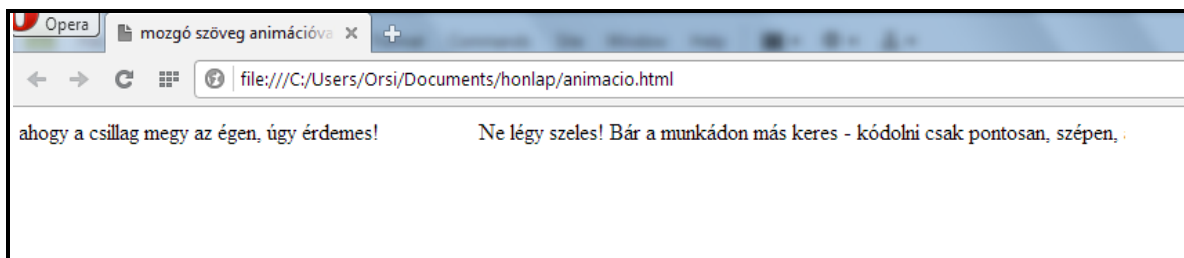 Opera
mozgó szöveg animációva
file:///C:/Users/Orsi/Documents/honlap/animacio.html
ahogy a csillag megy az égen, úgy érdemes! Ne légy szeles! Bár a munkádon más keres - kódolni csak pontosan, szépen,